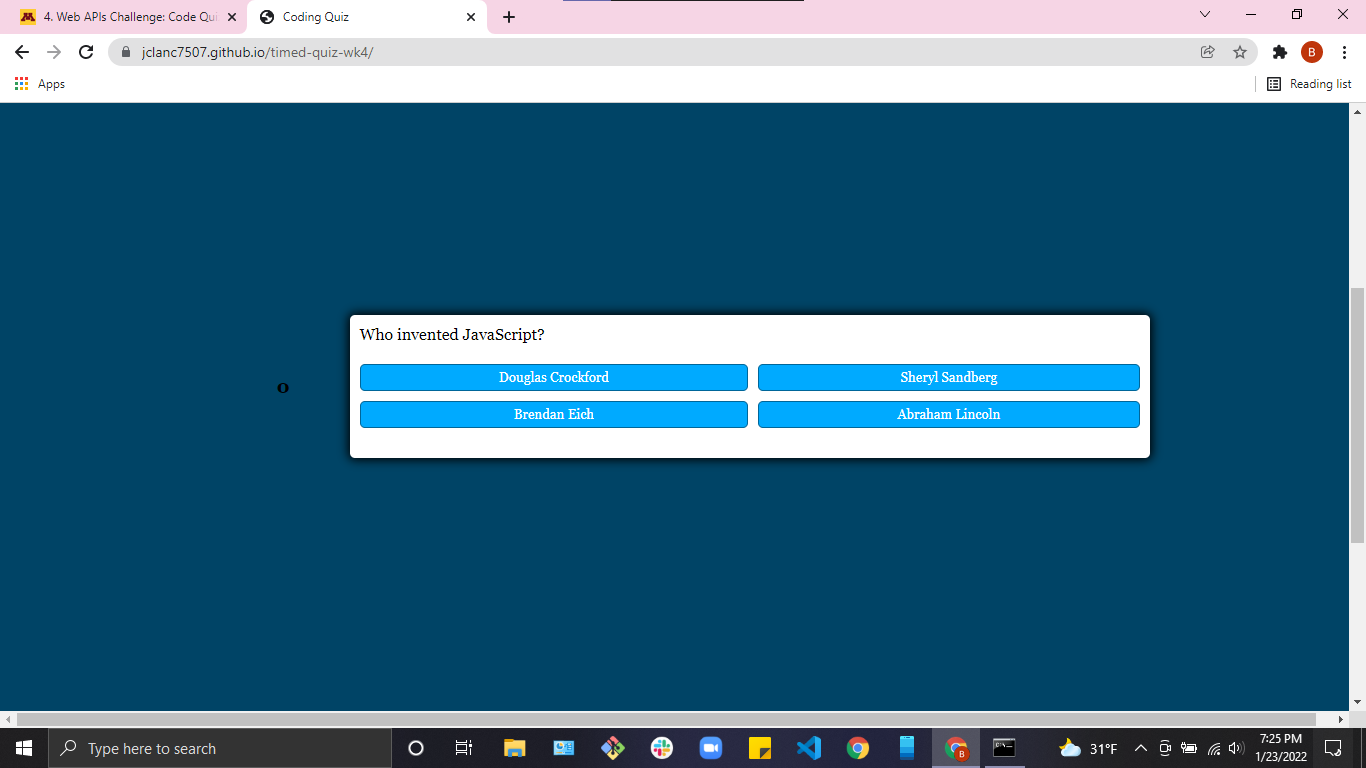 4. Web APIs Challenge: Code Qui
Coding Quiz
jclanc7507.github.io/timed-quiz-wk4/
B
Apps
Reading list
Who invented JavaScript?
Douglas Crockford
Sheryl Sandberg
0
Brendan Eich
Abraham Lincoln
Type here to search
B
31°F
7:25 PM
1/23/2022